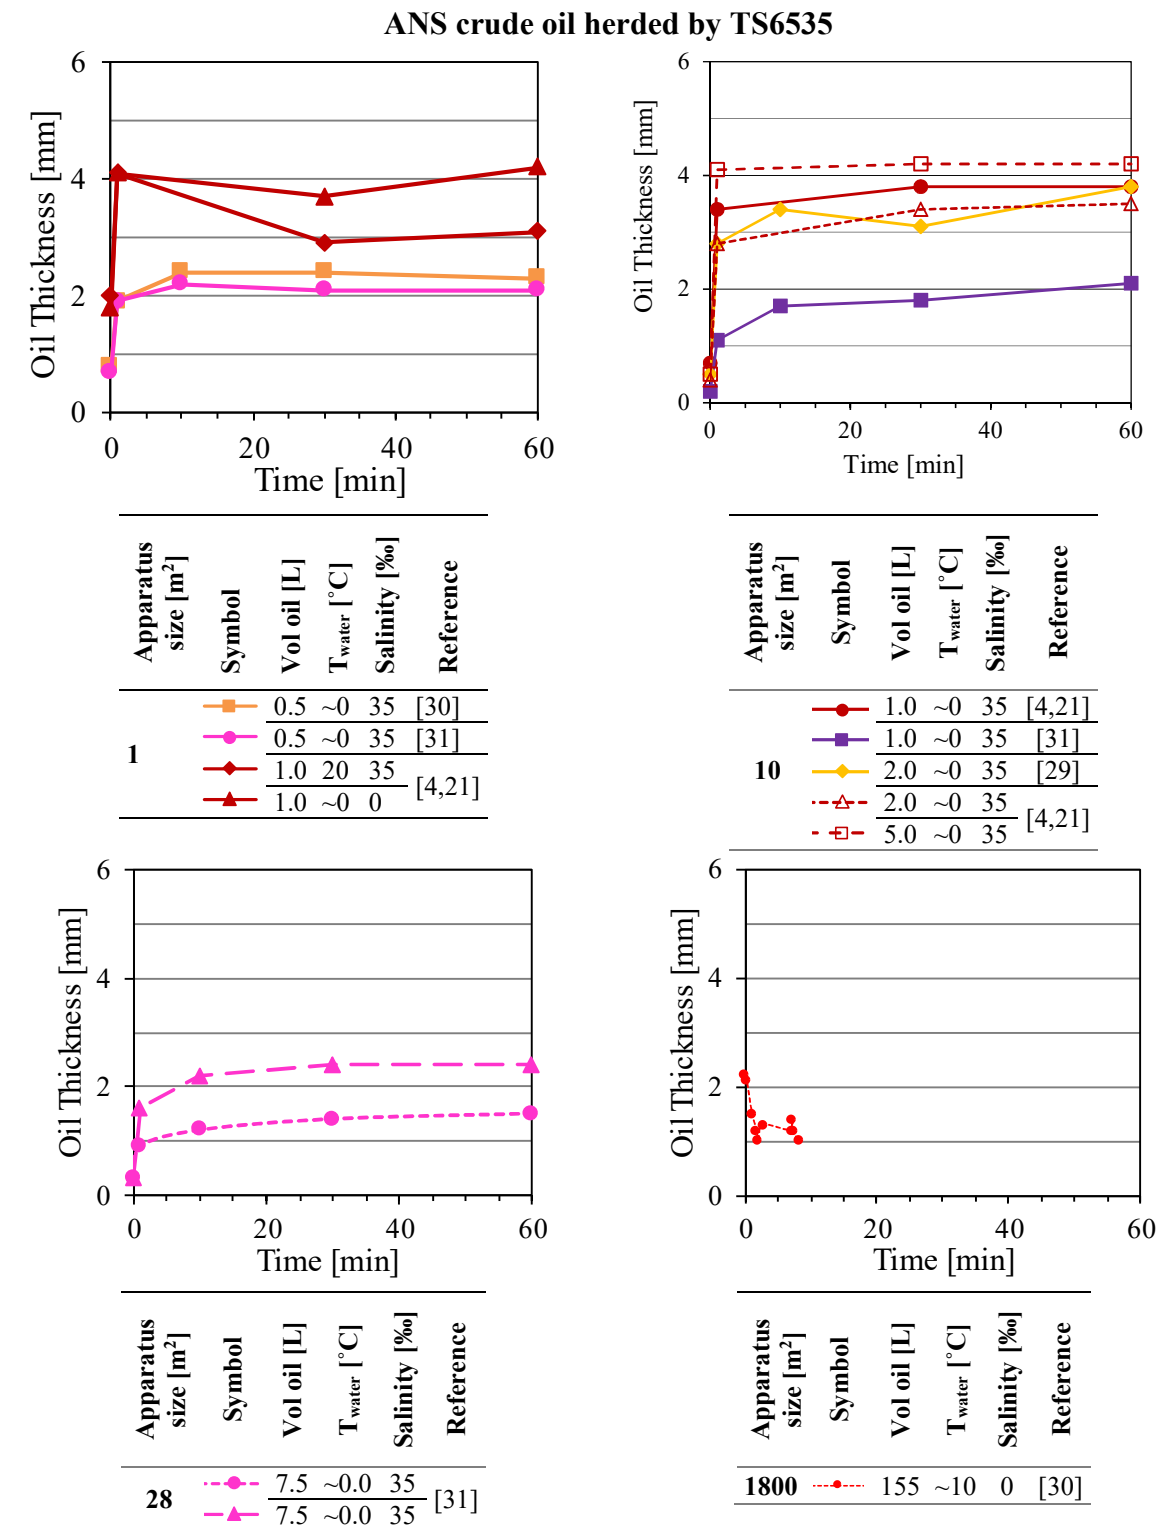 ANS crude oil herded by TS6535
Oil Thickness [mm]
6
4
2
0
0 20 40 60
Time [min]
Oil Thickness [mm]
6
4
2
0
0 20 40 60
Time [min]
Apparatus size [m²] Symbol Vol oil [L] Twater [˚C] Salinity [‰] Reference
0.5 ~0 35 [30]
0.5 ~0 35 [31]
1
1.0 20 35
[4,21]
1.0 ~0 0
Apparatus size [m²] Symbol Vol oil [L] Twater [˚C] Salinity [‰] Reference
1.0 ~0 35 [4,21]
1.0 ~0 35 [31]
10 2.0 ~0 35 [29]
2.0 ~0 35
[4,21]
5.0 ~0 35
Oil Thickness [mm]
6
4
2
0
0 20 40 60
Time [min]
Oil Thickness [mm]
6
4
2
0
0 20 40 60
Time [min]
Apparatus size [m²] Symbol Vol oil [L] Twater [˚C] Salinity [‰] Reference
7.5 ~0.0 35
28 [31]
7.5 ~0.0 35
Apparatus size [m²] Symbol Vol oil [L] Twater [˚C] Salinity [‰] Reference
1800 155 ~10 0 [30]